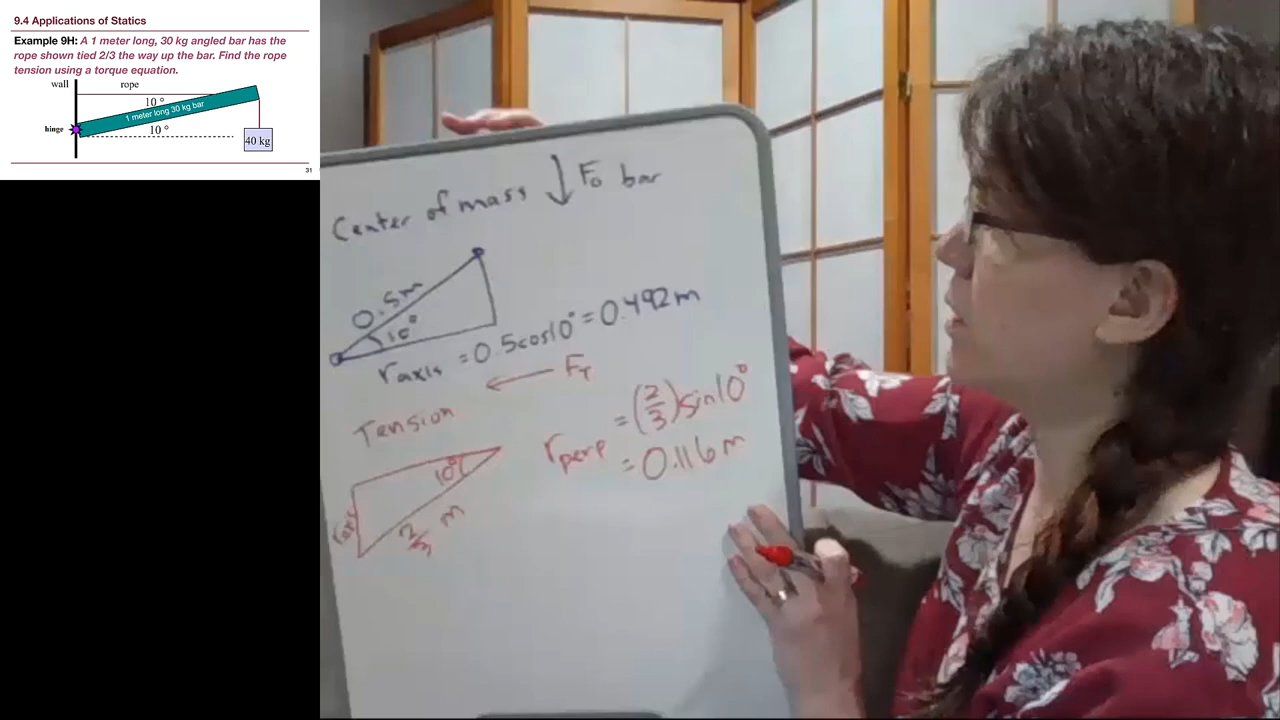 9.4 Applications of Statics
Example 9H: A 1 meter long, 30 kg angled bar has the
rope shown tied 2/3 the way up the bar. Find the rope
tension using a torque equation.
wall
rope
10 °
1 meter long 30 kg bar
hinge
10 °
40 kg
31
Center of mass ↓ FG bar
0.5m
10°
raxis = 0.5cos10° = 0.492m
← FT
Tension
rperp = (2/3)sin10°
= 0.116 m
10°
raxis
2/3 m